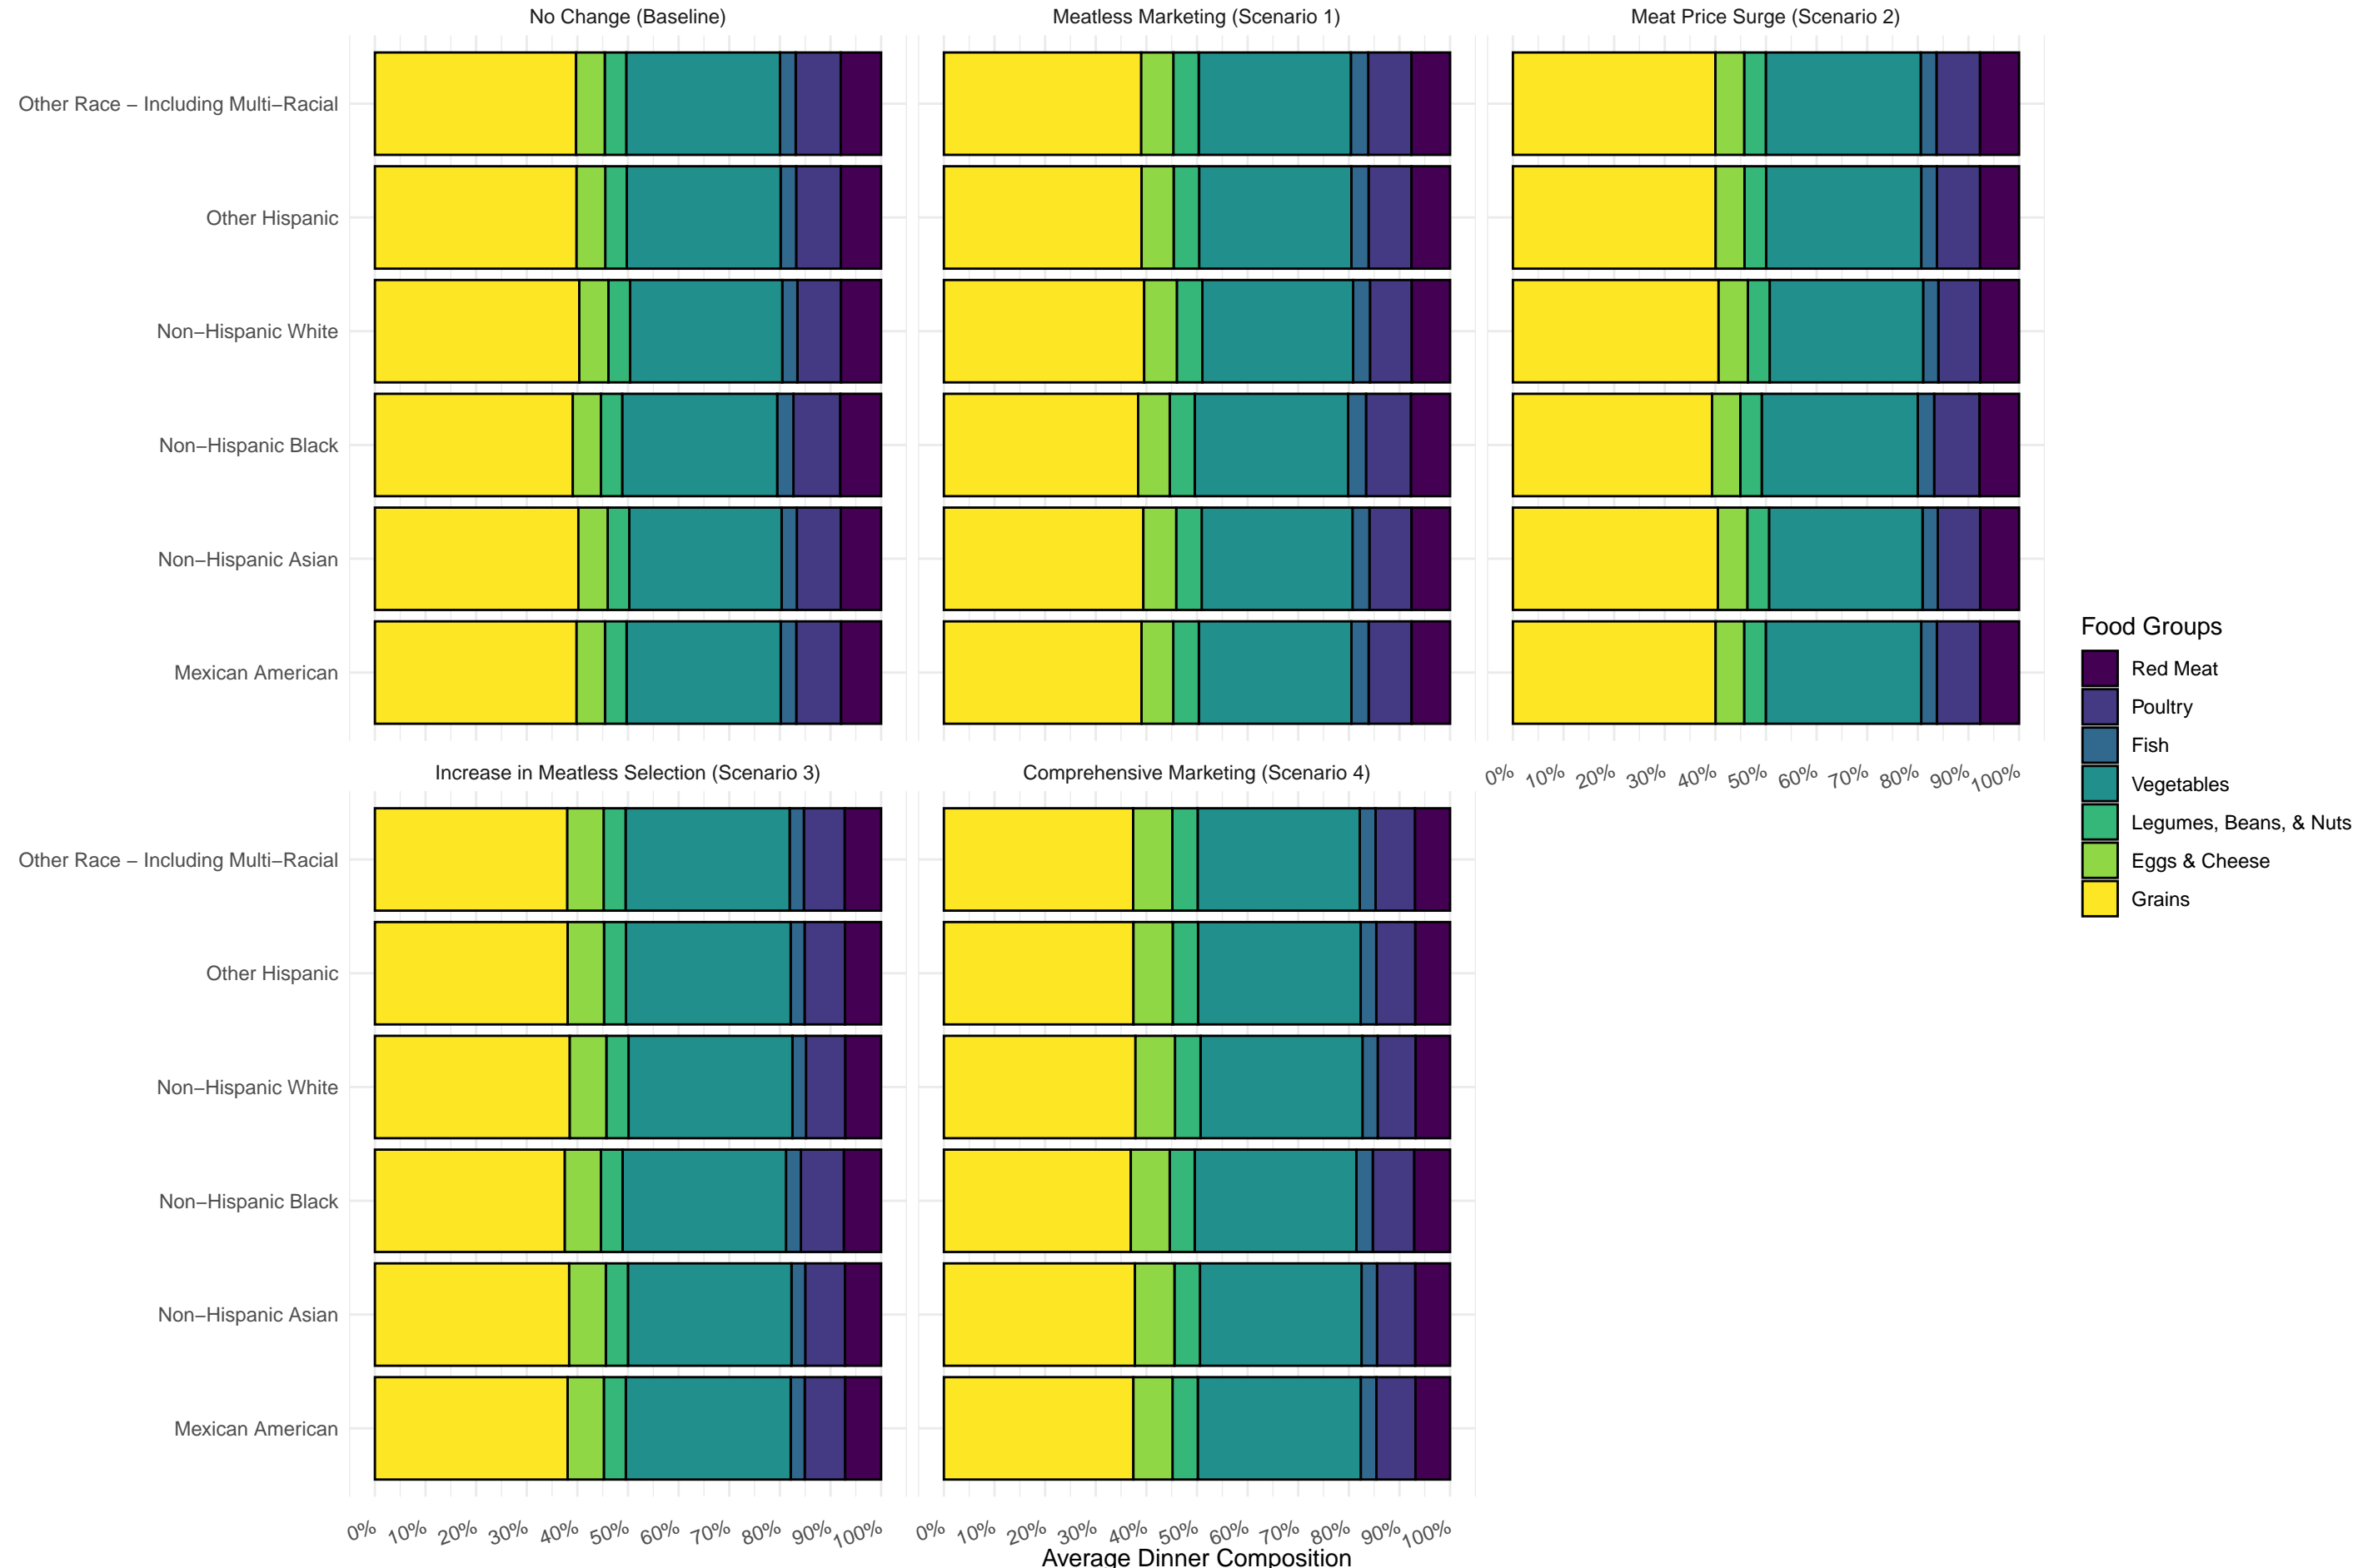 No Change (Baseline)
Meatless Marketing (Scenario 1)
Meat Price Surge (Scenario 2)
Other Race − Including Multi−Racial
Other Hispanic
Non−Hispanic White
Non−Hispanic Black
Non−Hispanic Asian
Mexican American
0% 10% 20% 30% 40% 50% 60% 70% 80% 90% 100%
Increase in Meatless Selection (Scenario 3)
Comprehensive Marketing (Scenario 4)
Other Race − Including Multi−Racial
Other Hispanic
Non−Hispanic White
Non−Hispanic Black
Non−Hispanic Asian
Mexican American
0% 10% 20% 30% 40% 50% 60% 70% 80% 90% 100%
0% 10% 20% 30% 40% 50% 60% 70% 80% 90% 100%
Average Dinner Composition
Food Groups
Red Meat
Poultry
Fish
Vegetables
Legumes, Beans, & Nuts
Eggs & Cheese
Grains